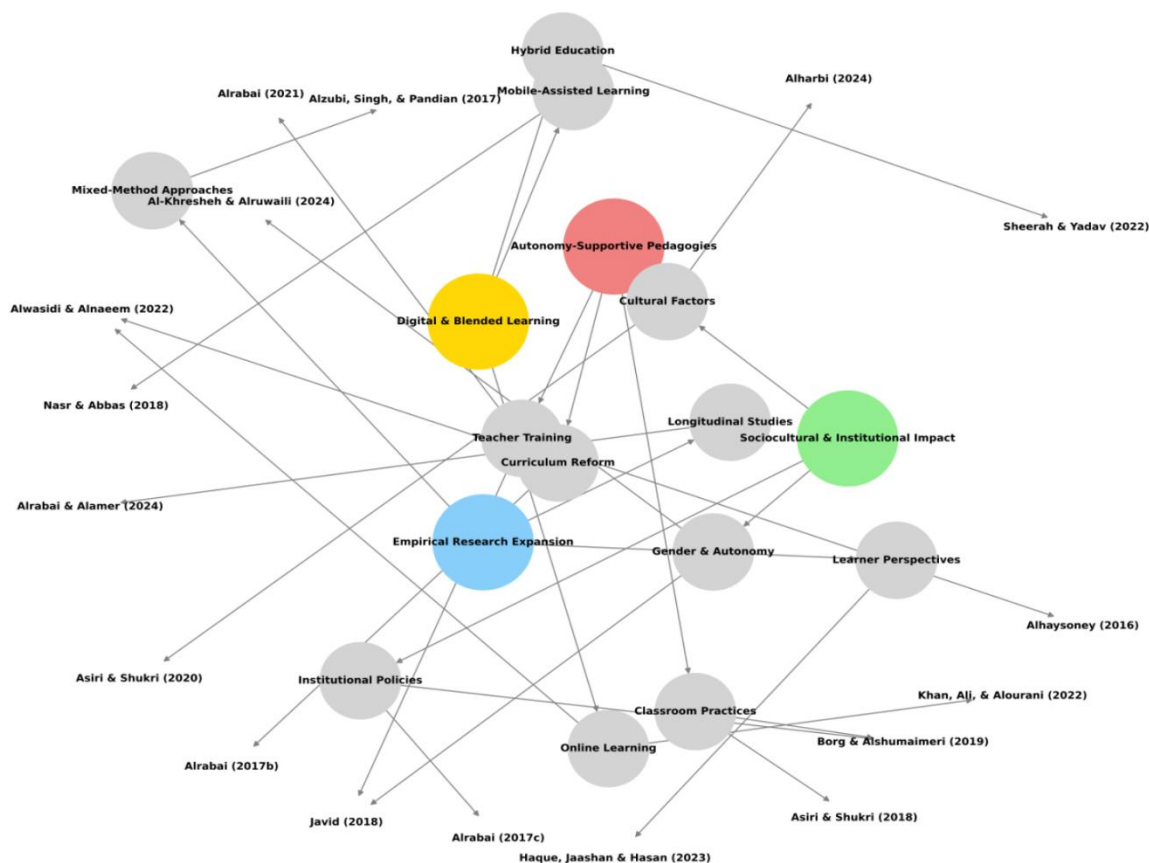 Hybrid Education
Alharbi (2024)
Mobile-Assisted Learning
Alrabai (2021)
Alzubi, Singh, & Pandian (2017)
Mixed-Method Approaches
Al-Khresheh & Alruwaili (2024)
Sheerah & Yadav (2022)
Autonomy-Supportive Pedagogies
Cultural Factors
Alwasidi & Alnaeem (2022)
Digital & Blended Learning
Nasr & Abbas (2018)
Longitudinal Studies
Teacher Training
Sociocultural & Institutional Impact
Curriculum Reform
Alrabai & Alamer (2024)
Empirical Research Expansion
Gender & Autonomy
Learner Perspectives
Alhaysoney (2016)
Asiri & Shukri (2020)
Institutional Policies
Khan, Ali, & Alourani (2022)
Classroom Practices
Borg & Alshumaimeri (2019)
Online Learning
Alrabai (2017b)
Asiri & Shukri (2018)
Javid (2018)
Alrabai (2017c)
Haque, Jaashan & Hasan (2023)